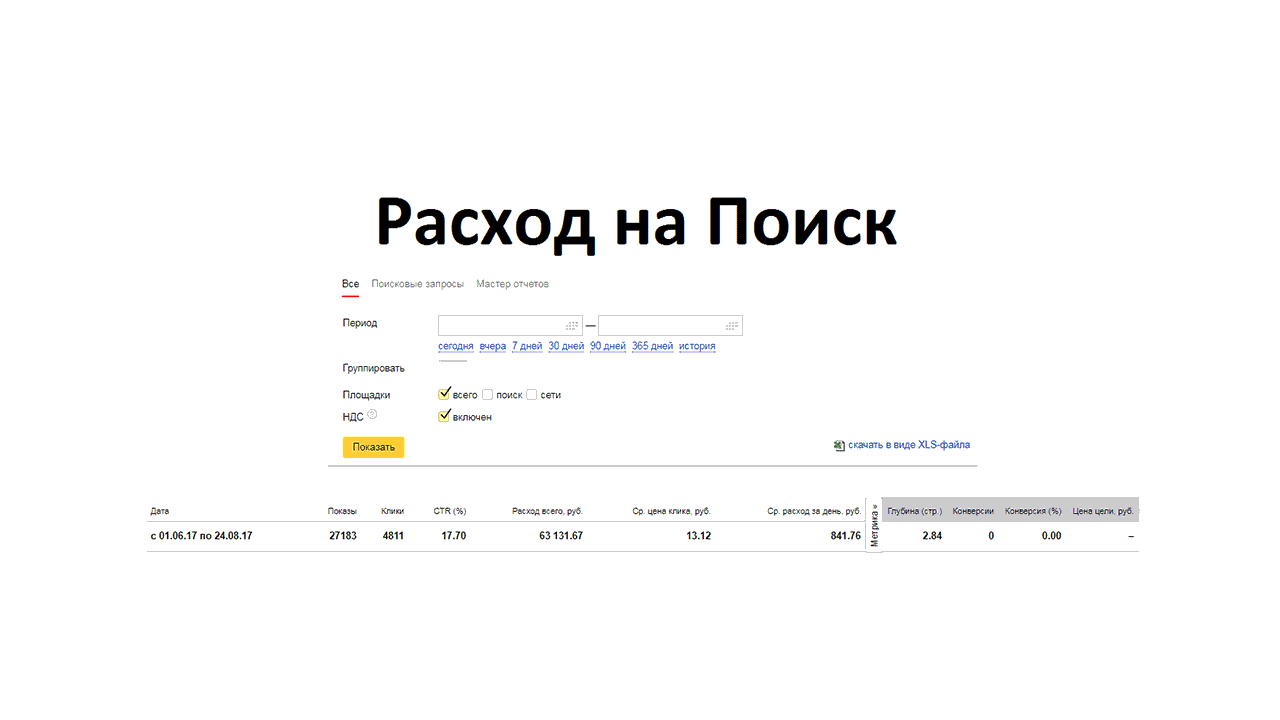 Расход на Поиск
Все Поисковые запросы Мастер отчетов
Период —
сегодня вчера 7 дней 30 дней 90 дней 365 дней история
Группировать
Площадки всего поиск сети
НДС ? включен
Показать скачать в виде XLS-файла
Дата Показы Клики CTR (%) Расход всего, руб. Ср. цена клика, руб. Ср. расход за день, руб. Метрика » Глубина (стр.) Конверсии Конверсия (%) Цена цели, руб.
с 01.06.17 по 24.08.17 27183 4811 17.70 63 131.67 13.12 841.76 2.84 0 0.00 –